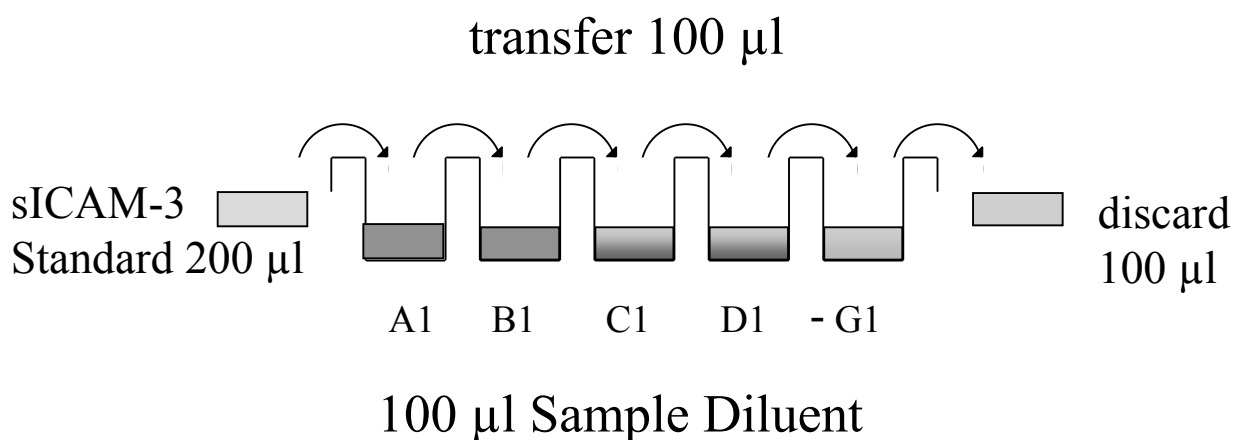 transfer 100 µl
sICAM-3
Standard 200 µl
discard
100 µl
A1 B1 C1 D1 - G1
100 µl Sample Diluent